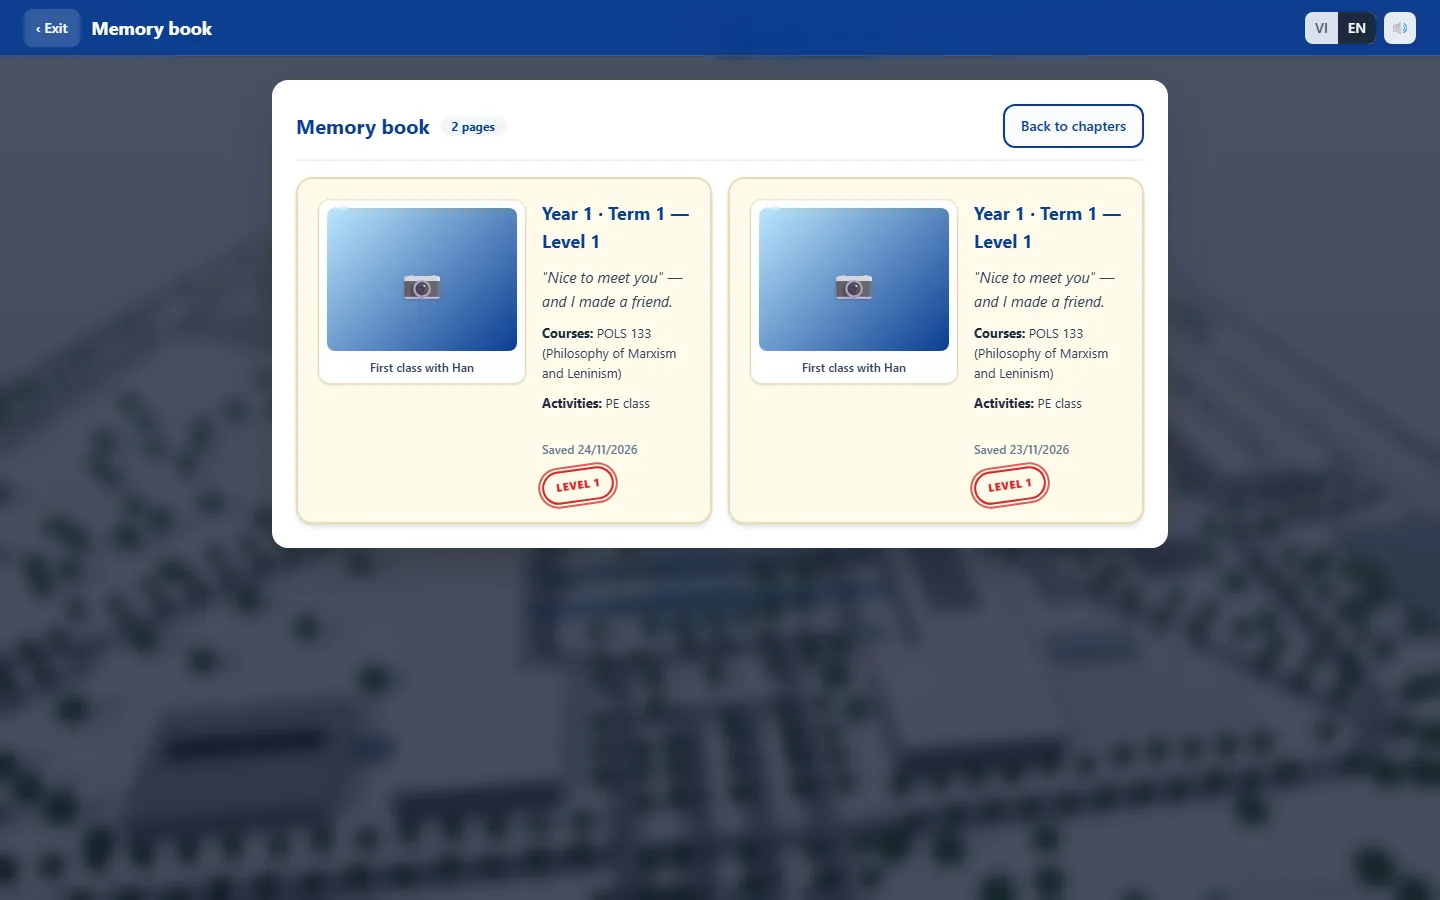 ‹ Exit
Memory book
VI
EN
Memory book
2 pages
Back to chapters
Year 1 · Term 1 —
Level 1
"Nice to meet you" —
and I made a friend.
Courses: POLS 133
(Philosophy of Marxism
and Leninism)
Activities: PE class
Saved 24/11/2026
LEVEL 1
First class with Han
Year 1 · Term 1 —
Level 1
"Nice to meet you" —
and I made a friend.
Courses: POLS 133
(Philosophy of Marxism
and Leninism)
Activities: PE class
Saved 23/11/2026
LEVEL 1
First class with Han